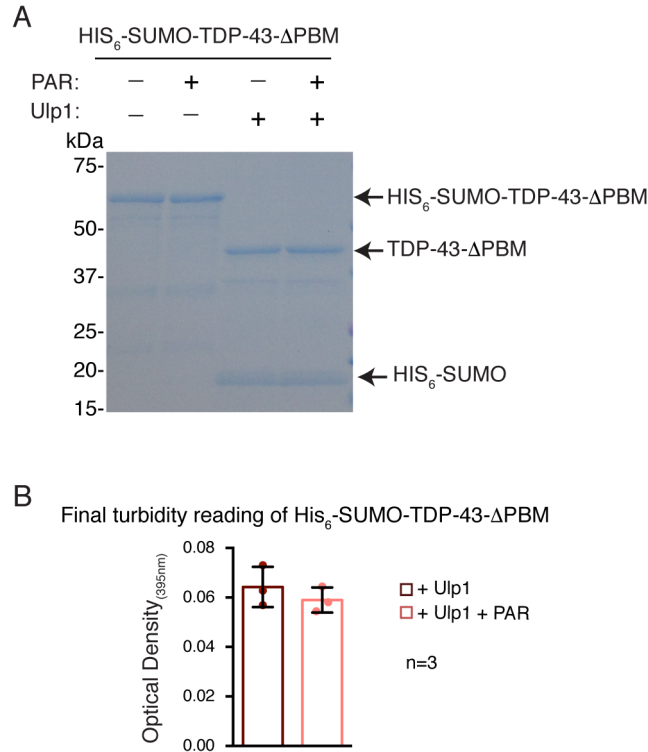 A
HIS6-SUMO-TDP-43-ΔPBM
PAR: – + – +
Ulp1: – – + +
kDa
75-
HIS6-SUMO-TDP-43-ΔPBM
50-
TDP-43-ΔPBM
37-
25-
20-
HIS6-SUMO
15-
B
Final turbidity reading of His6-SUMO-TDP-43-ΔPBM
Optical Density(395nm)
0.08
0.06
0.04
0.02
0.00
+ Ulp1
+ Ulp1 + PAR
n=3